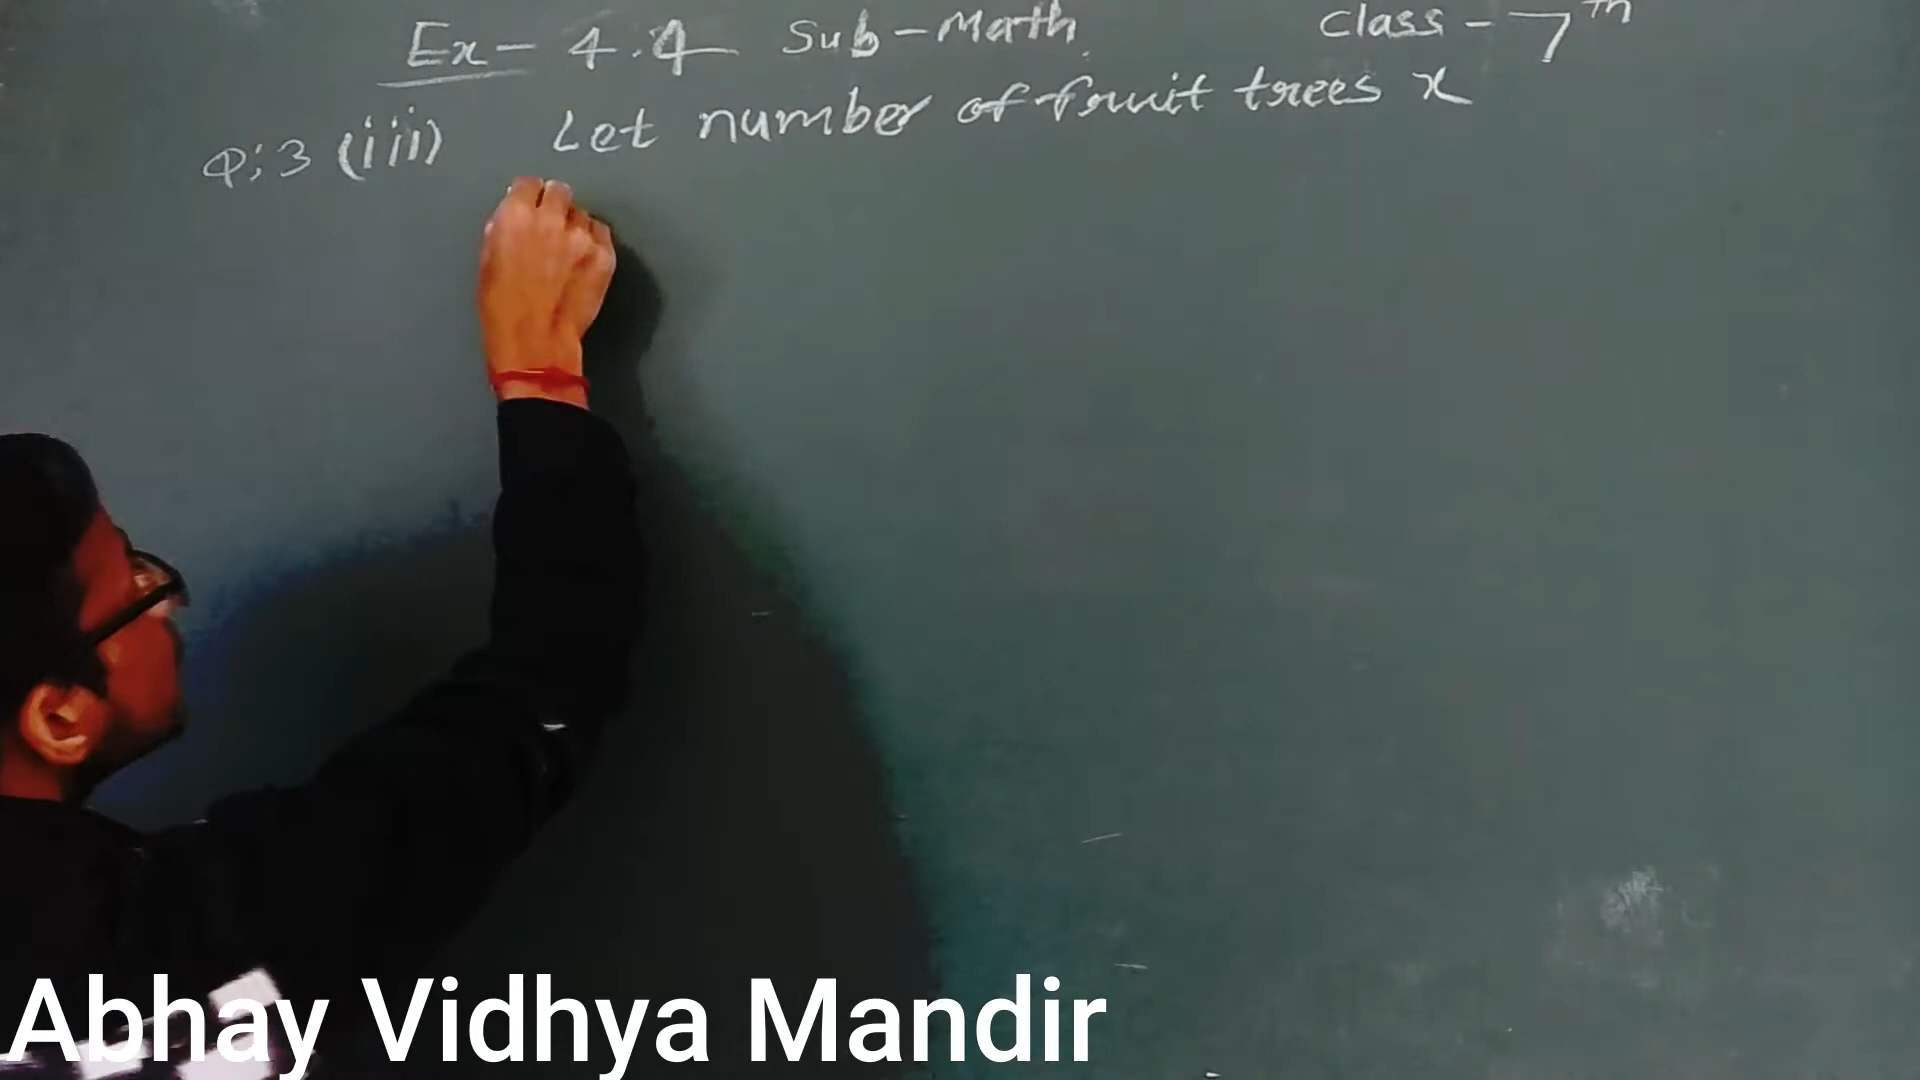 Ex - 4.4 Sub - Math Class - 7th
Q:3 (iii) Let number of fruit trees x
Abhay Vidhya Mandir